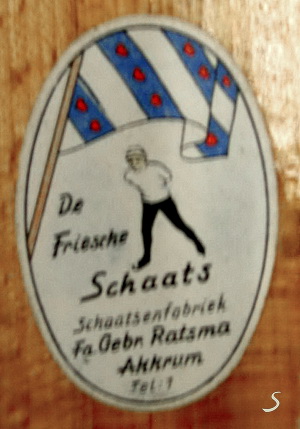 De
Friesche
Schaats
Schaatsenfabriek
Fa. Gebr. Ratsma
Akkrum
Tel: 1
S